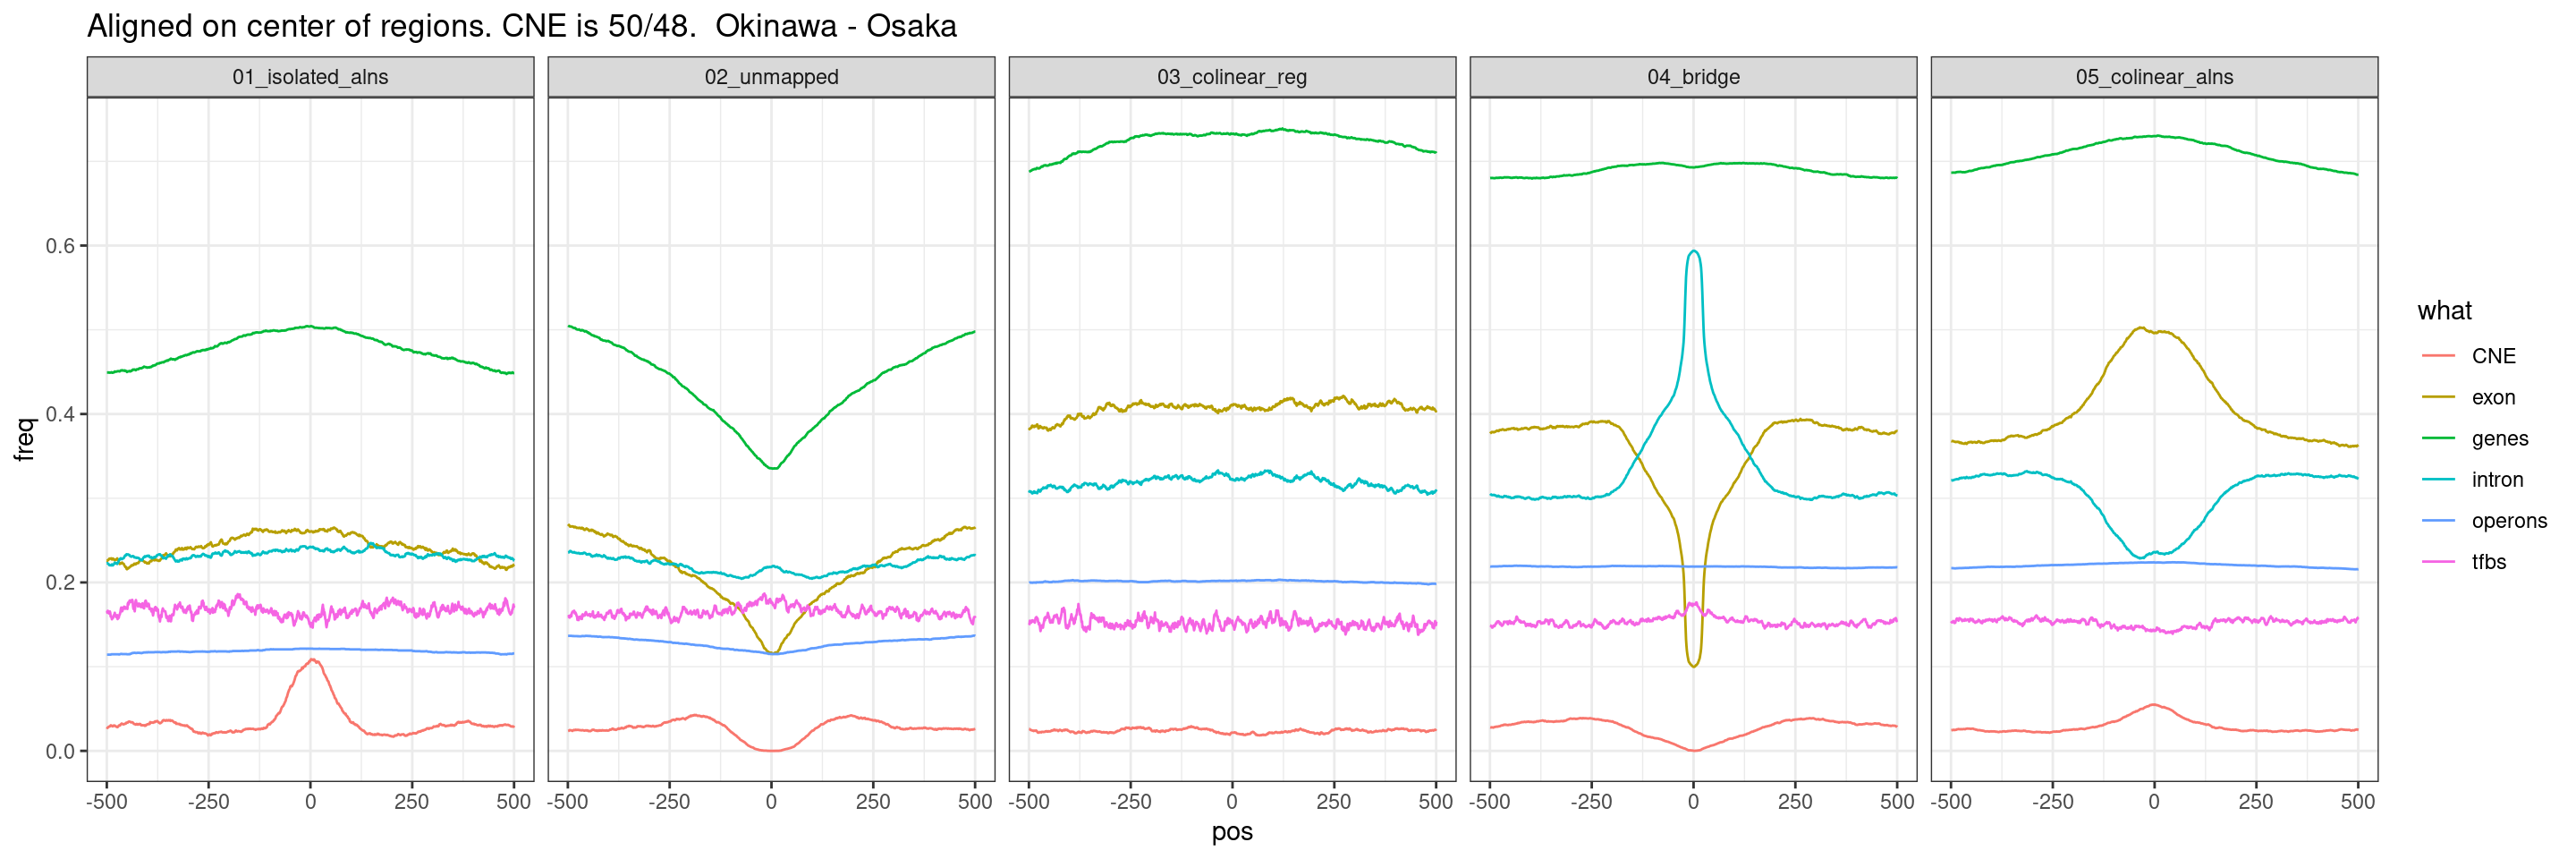 Aligned on center of regions. CNE is 50/48.  Okinawa - Osaka
01_isolated_alns 02_unmapped 03_colinear_reg 04_bridge 05_colinear_alns
freq
0.6
0.4
0.2
0.0
-500 -250 0 250 500 -500 -250 0 250 500 -500 -250 0 250 500 -500 -250 0 250 500 -500 -250 0 250 500
pos
what
CNE
exon
genes
intron
operons
tfbs